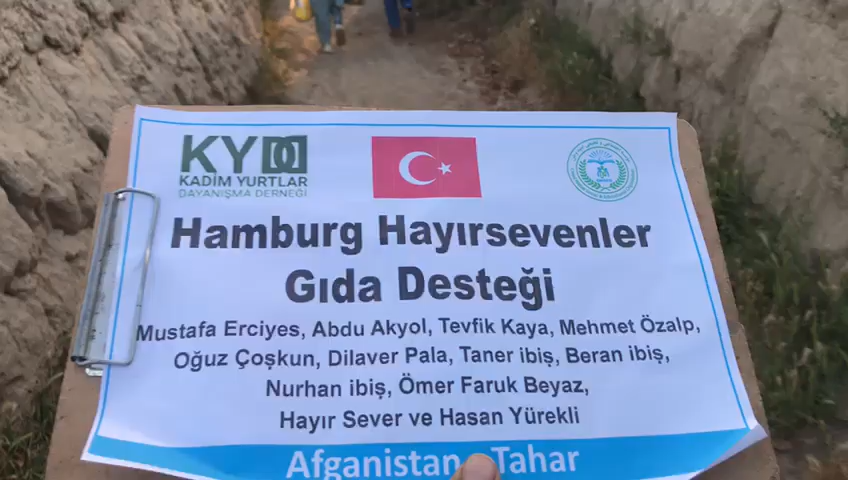 KYDD
KADİM YURTLAR
DAYANIŞMA DERNEĞİ
Hamburg Hayırsevenler
Gıda Desteği
Mustafa Erciyes, Abdu Akyol, Tevfik Kaya, Mehmet Özalp,
Oğuz Çoşkun, Dilaver Pala, Taner ibiş, Beran ibiş,
Nurhan ibiş, Ömer Faruk Beyaz,
Hayır Sever ve Hasan Yürekli
Afganistan Tahar